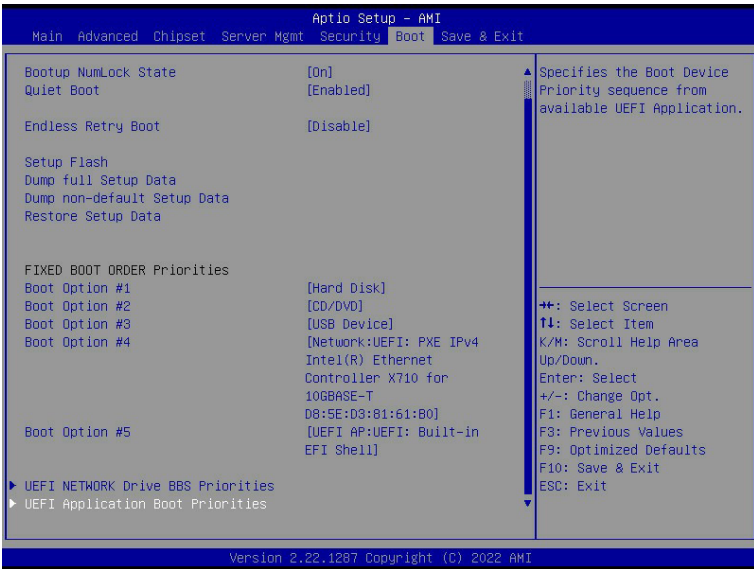 Aptio Setup – AMI
Main Advanced Chipset Server Mgmt Security Boot Save & Exit
Bootup NumLock State [On]
Quiet Boot [Enabled]
Endless Retry Boot [Disable]
Setup Flash
Dump full Setup Data
Dump non-default Setup Data
Restore Setup Data
FIXED BOOT ORDER Priorities
Boot Option #1 [Hard Disk]
Boot Option #2 [CD/DVD]
Boot Option #3 [USB Device]
Boot Option #4 [Network:UEFI: PXE IPv4
Intel(R) Ethernet
Controller X710 for
10GBASE-T
D8:5E:D3:81:61:B0]
Boot Option #5 [UEFI AP:UEFI: Built-in
EFI Shell]
UEFI NETWORK Drive BBS Priorities
UEFI Application Boot Priorities
Specifies the Boot Device
Priority sequence from
available UEFI Application.
→←: Select Screen
↑↓: Select Item
K/M: Scroll Help Area
Up/Down.
Enter: Select
+/-: Change Opt.
F1: General Help
F3: Previous Values
F9: Optimized Defaults
F10: Save & Exit
ESC: Exit
Version 2.22.1287 Copyright (C) 2022 AMI